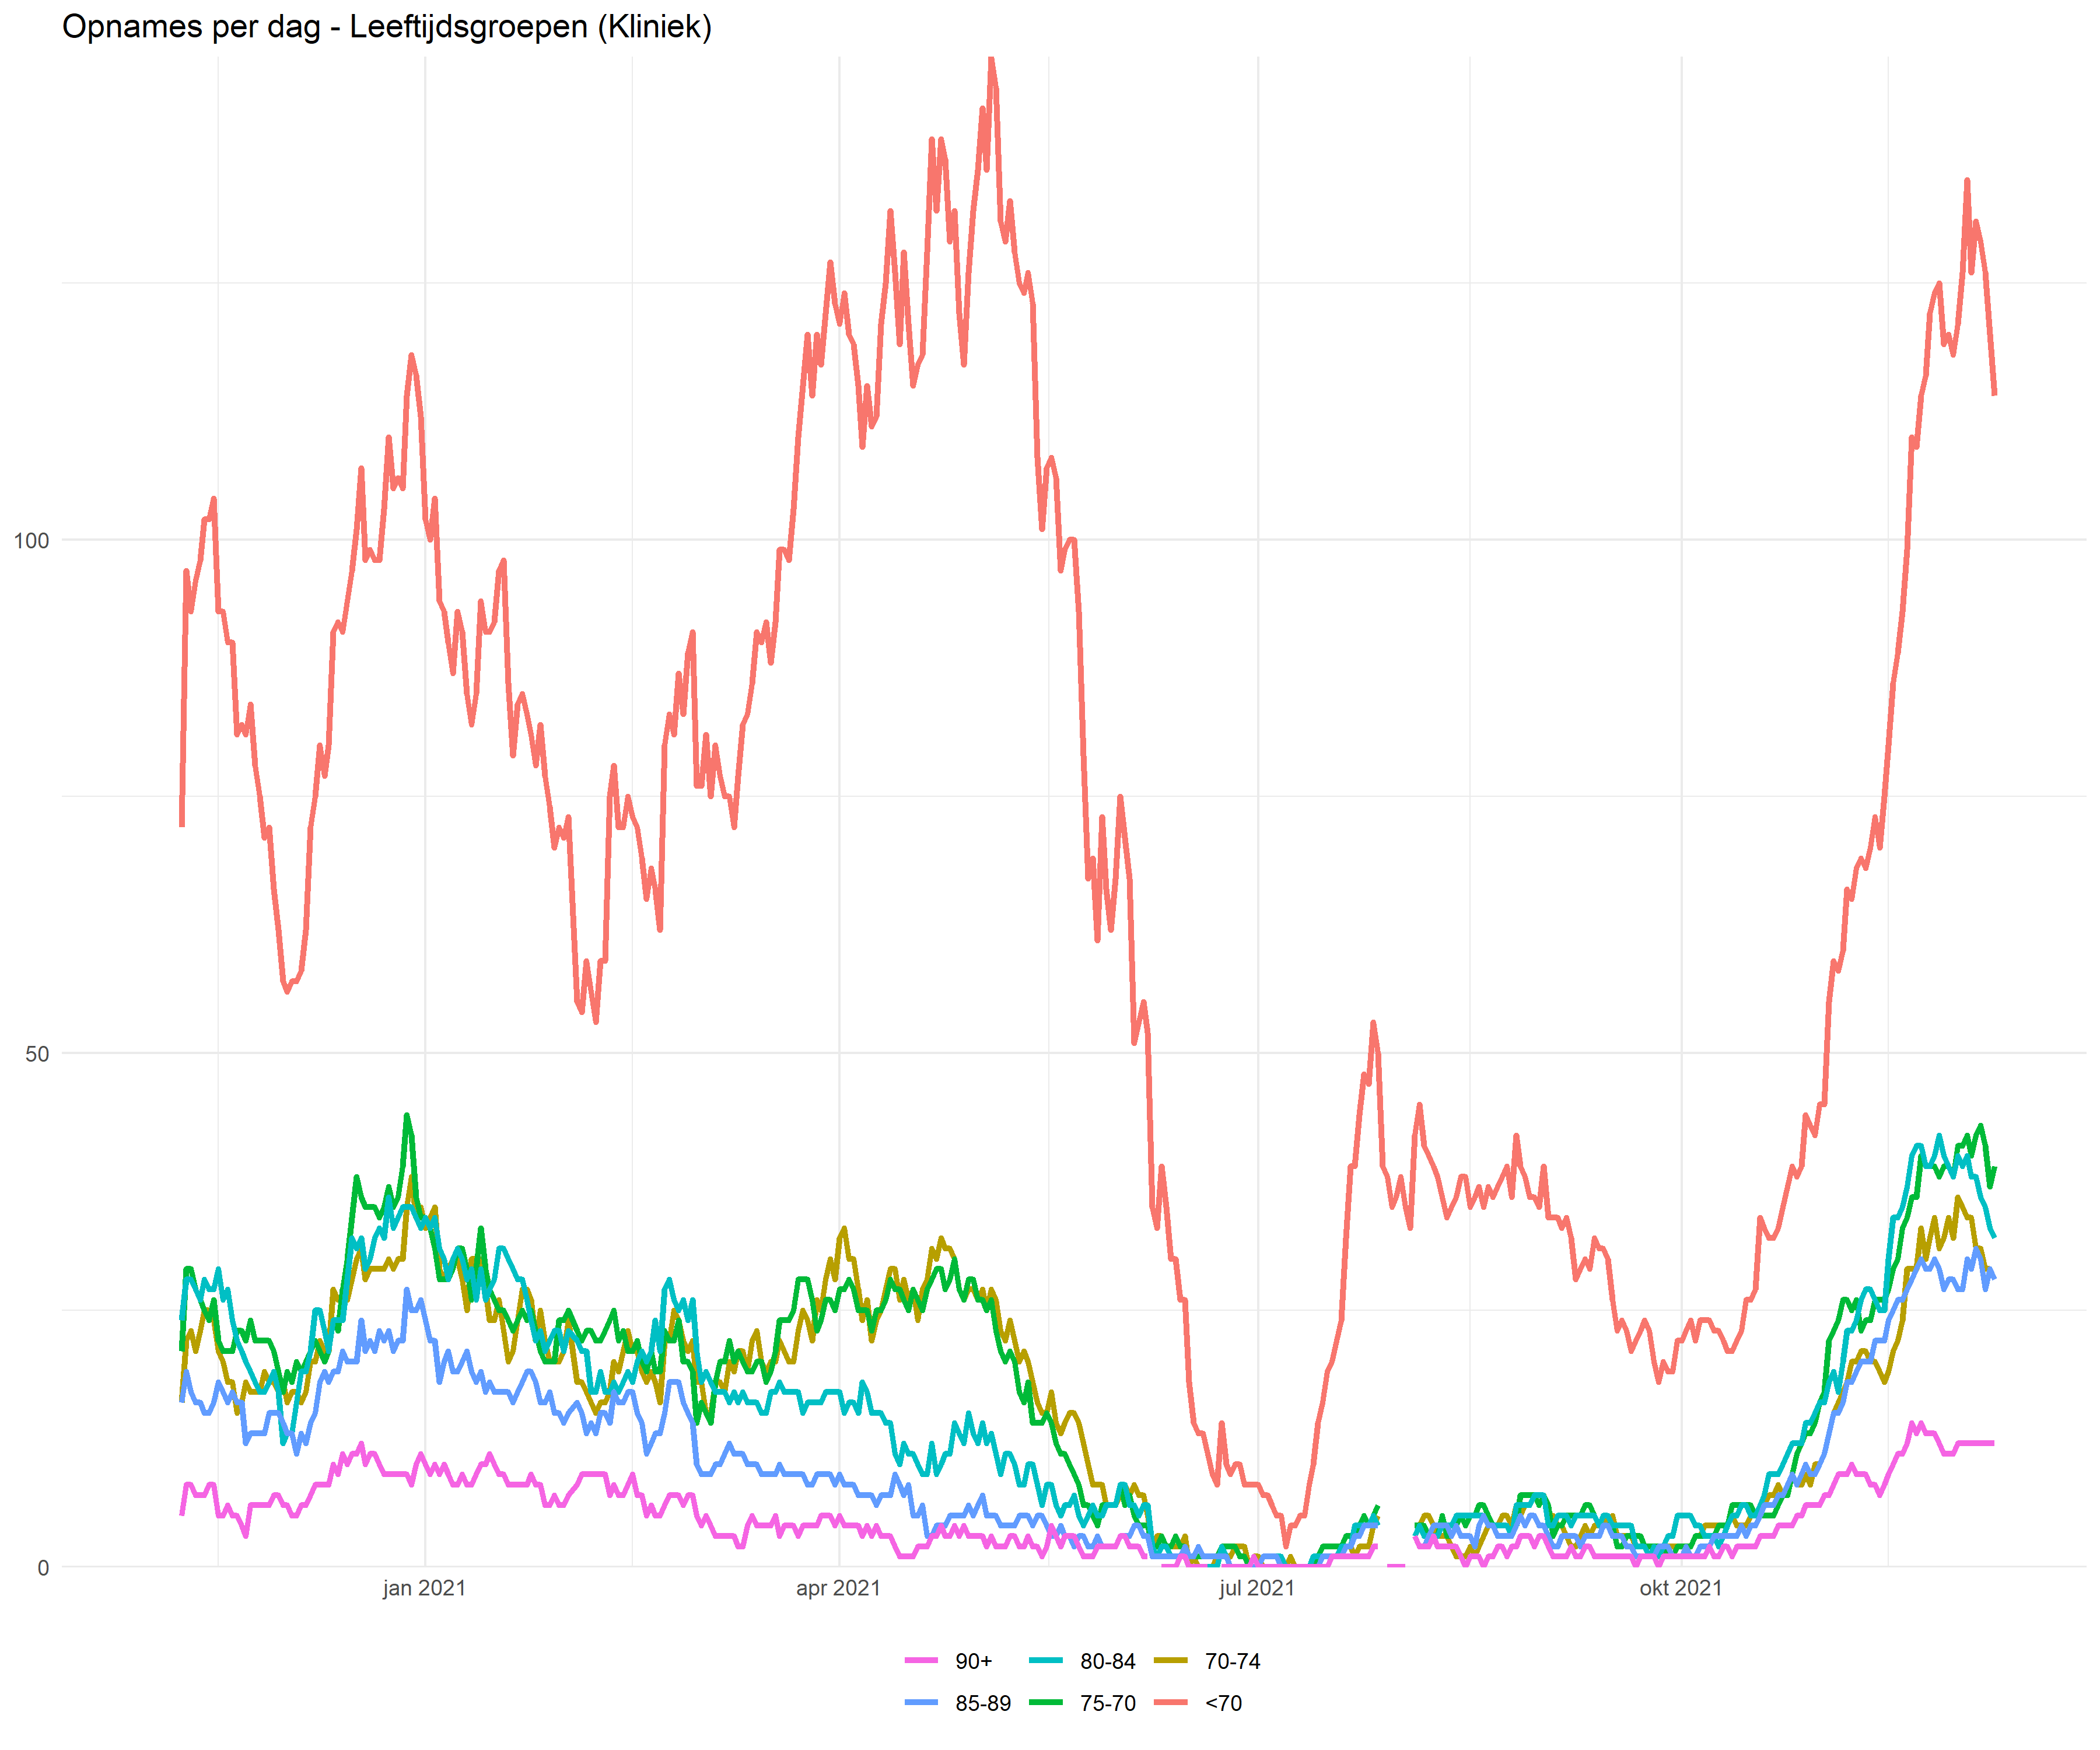 Opnames per dag - Leeftijdsgroepen (Kliniek)
100
50
0
jan 2021 apr 2021 jul 2021 okt 2021
90+ 80-84 70-74
85-89 75-70 <70